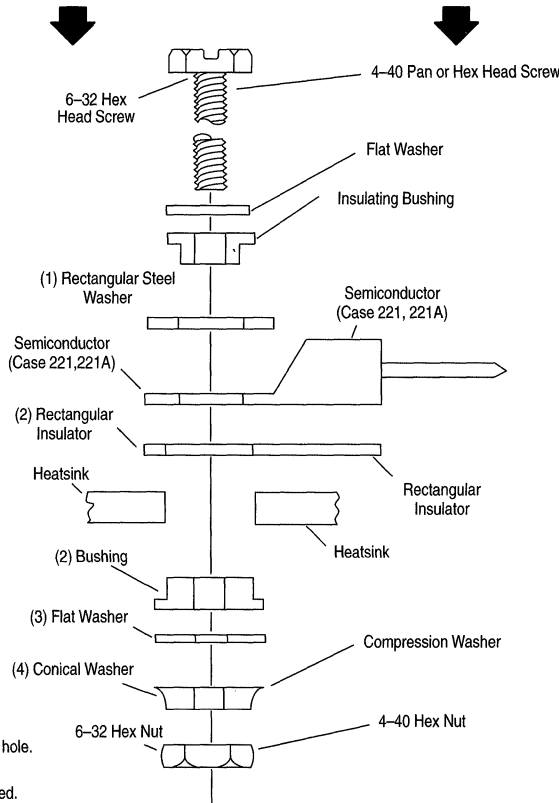 4–40 Pan or Hex Head Screw
6–32 Hex
Head Screw
Flat Washer
Insulating Bushing
(1) Rectangular Steel
Washer
Semiconductor
(Case 221, 221A)
Semiconductor
(Case 221,221A)
(2) Rectangular
Insulator
Heatsink
Rectangular
Insulator
Heatsink
(2) Bushing
(3) Flat Washer
Compression Washer
(4) Conical Washer
6–32 Hex Nut
4–40 Hex Nut
hole.
ed.